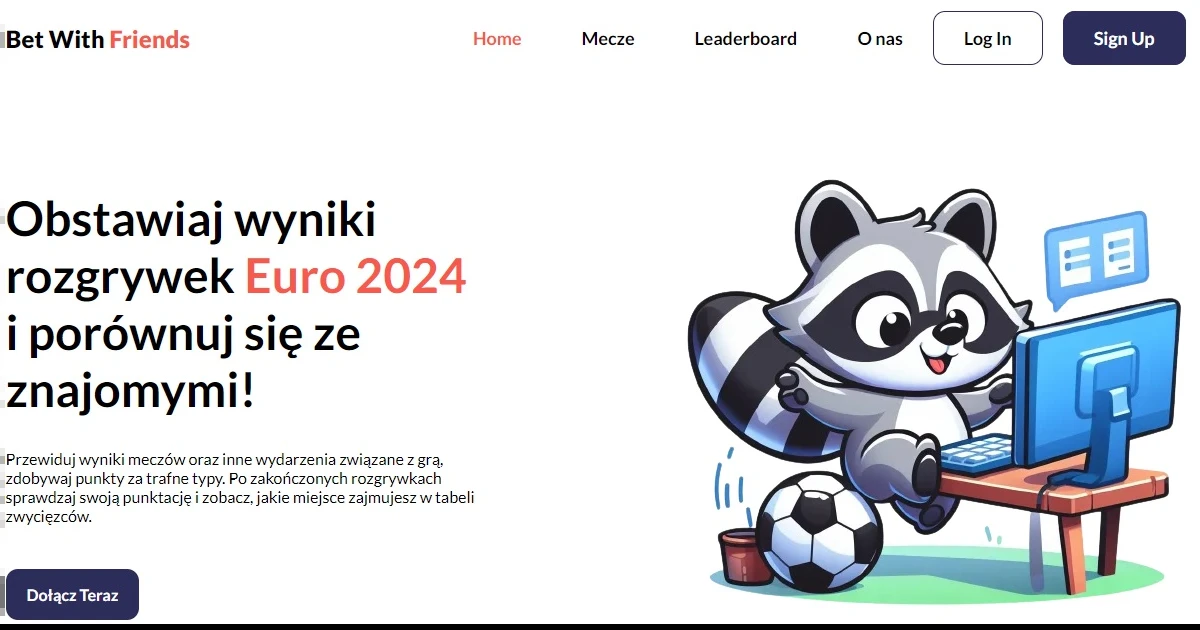 Bet With Friends
Home
Mecze
Leaderboard
O nas
Log In
Sign Up
Obstawiaj wyniki
rozgrywek Euro 2024
i porównuj się ze
znajomymi!
Przewiduj wyniki meczów oraz inne wydarzenia związane z grą,
zdobywaj punkty za trafne typy. Po zakończonych rozgrywkach
sprawdzaj swoją punktację i zobacz, jakie miejsce zajmujesz w tabeli
zwycięzców.
Dołącz Teraz